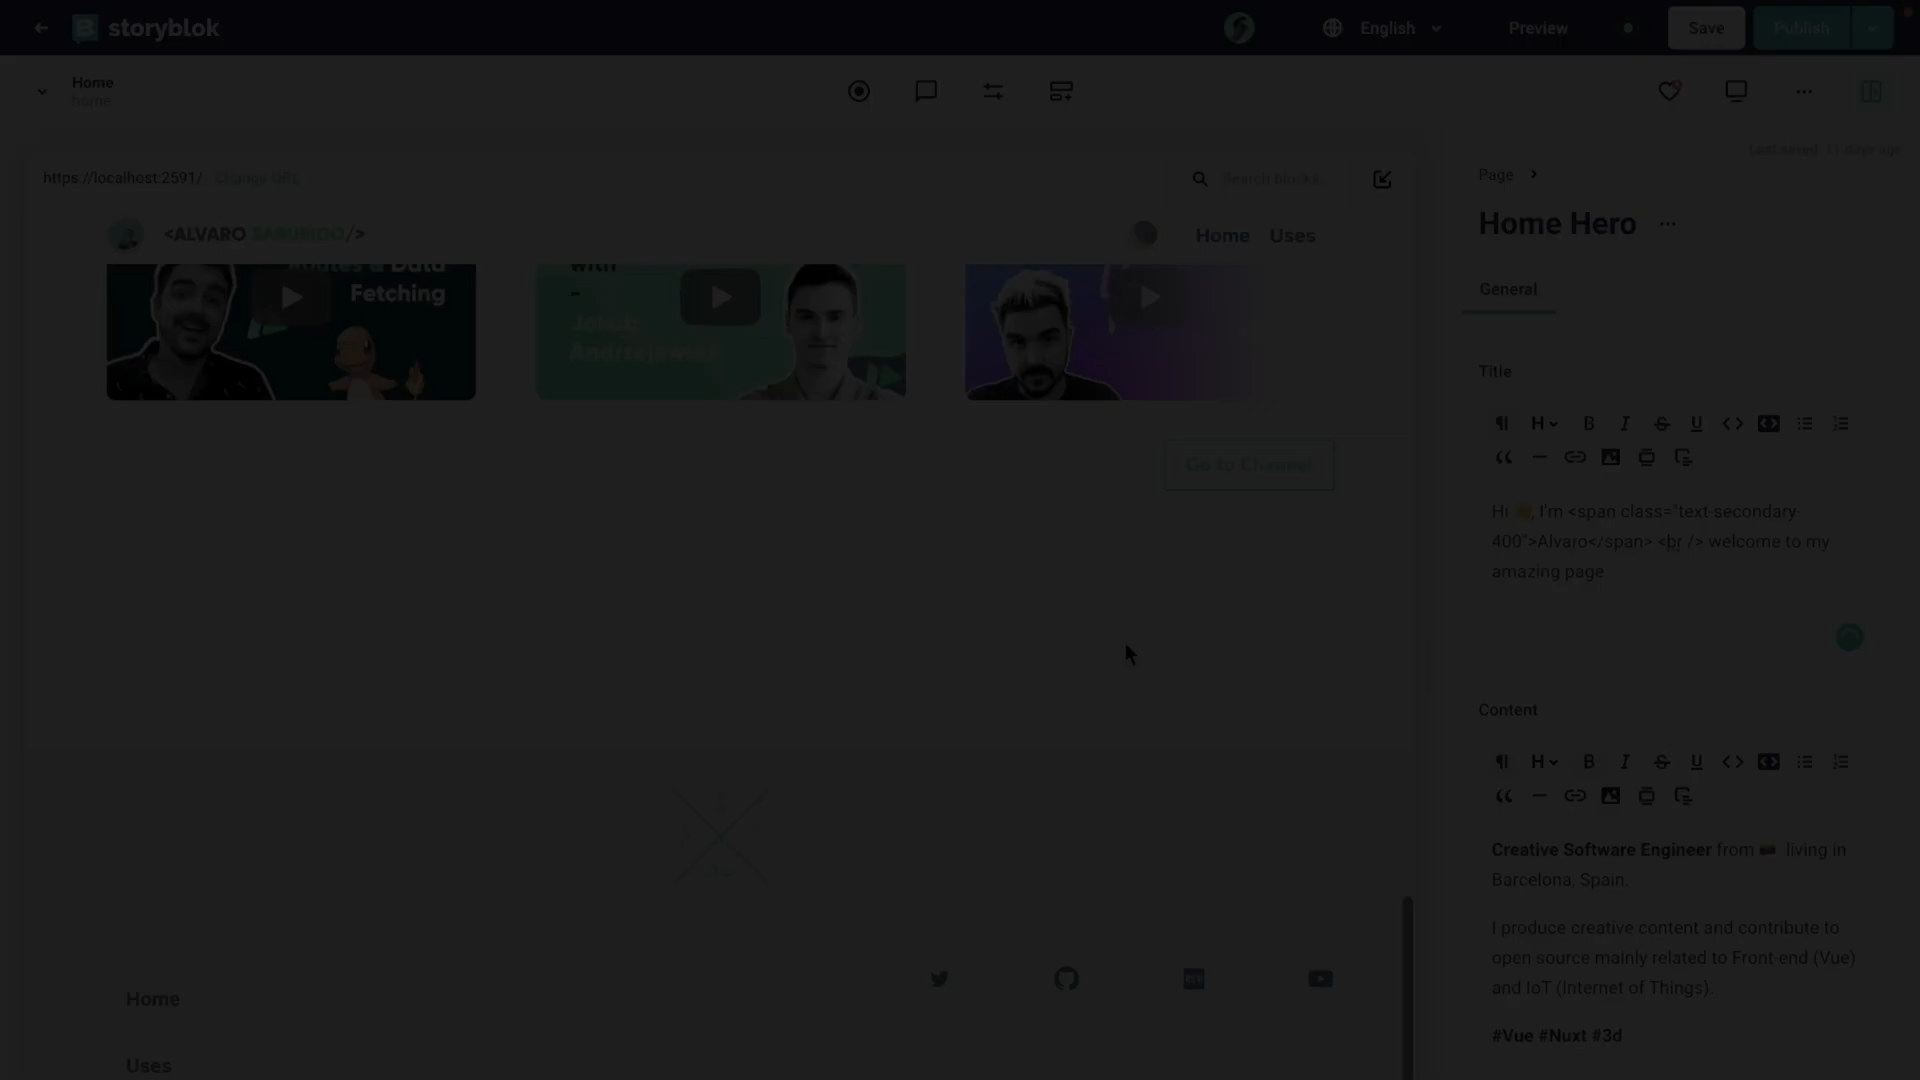 storyblok
English
Preview
Save
Publish
Home
home
Last saved: 11 days ago
https://localhost:2591/ Change URL
Search blocks...
Page
<ALVARO SABURIDO/>
Home Uses
Home Hero
Fetching
with
-
Jakub
Andrzejewski
General
Title
H B I S U
Go to Channel
Hi 👋 I'm <span class="text-secondary-
400">Alvaro</span> <br /> welcome to my
amazing page
Content
H B I S U
Creative Software Engineer from living in
Barcelona, Spain.
I produce creative content and contribute to
open source mainly related to Front-end (Vue)
and IoT (Internet of Things).
#Vue #Nuxt #3d
Home
Uses